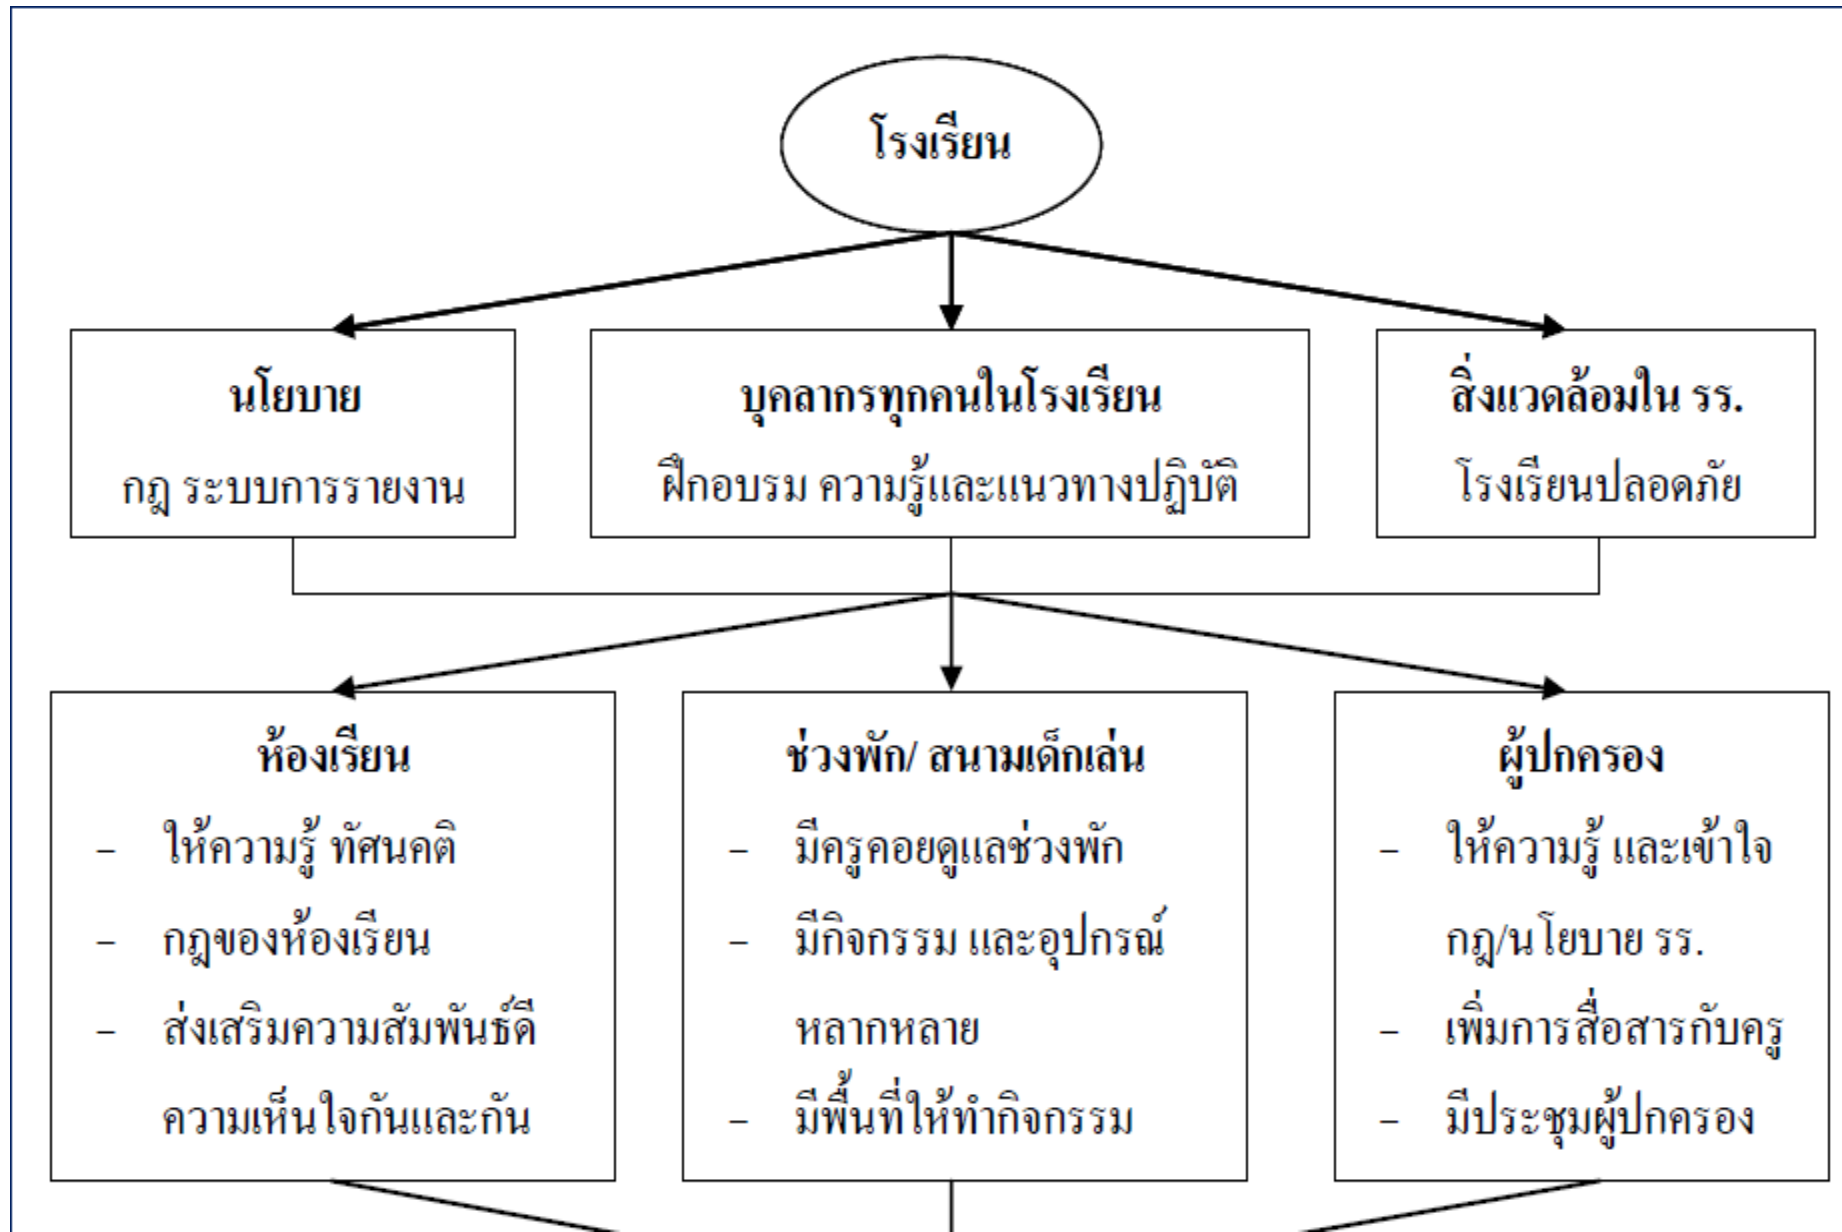 โรงเรียน
นโยบาย
กฎ ระบบการรายงาน
บุคลากรทุกคนในโรงเรียน
ฝึกอบรม ความรู้และแนวทางปฏิบัติ
สิ่งแวดล้อมใน รร.
โรงเรียนปลอดภัย
ห้องเรียน
- ให้ความรู้ ทัศนคติ
- กฎของห้องเรียน
- ส่งเสริมความสัมพันธ์ดี
ความเห็นใจกันและกัน
ช่วงพัก/ สนามเด็กเล่น
- มีครูคอยดูแลช่วงพัก
- มีกิจกรรม และอุปกรณ์
หลากหลาย
- มีพื้นที่ให้ทำกิจกรรม
ผู้ปกครอง
- ให้ความรู้ และเข้าใจ
กฎ/นโยบาย รร.
- เพิ่มการสื่อสารกับครู
- มีประชุมผู้ปกครอง